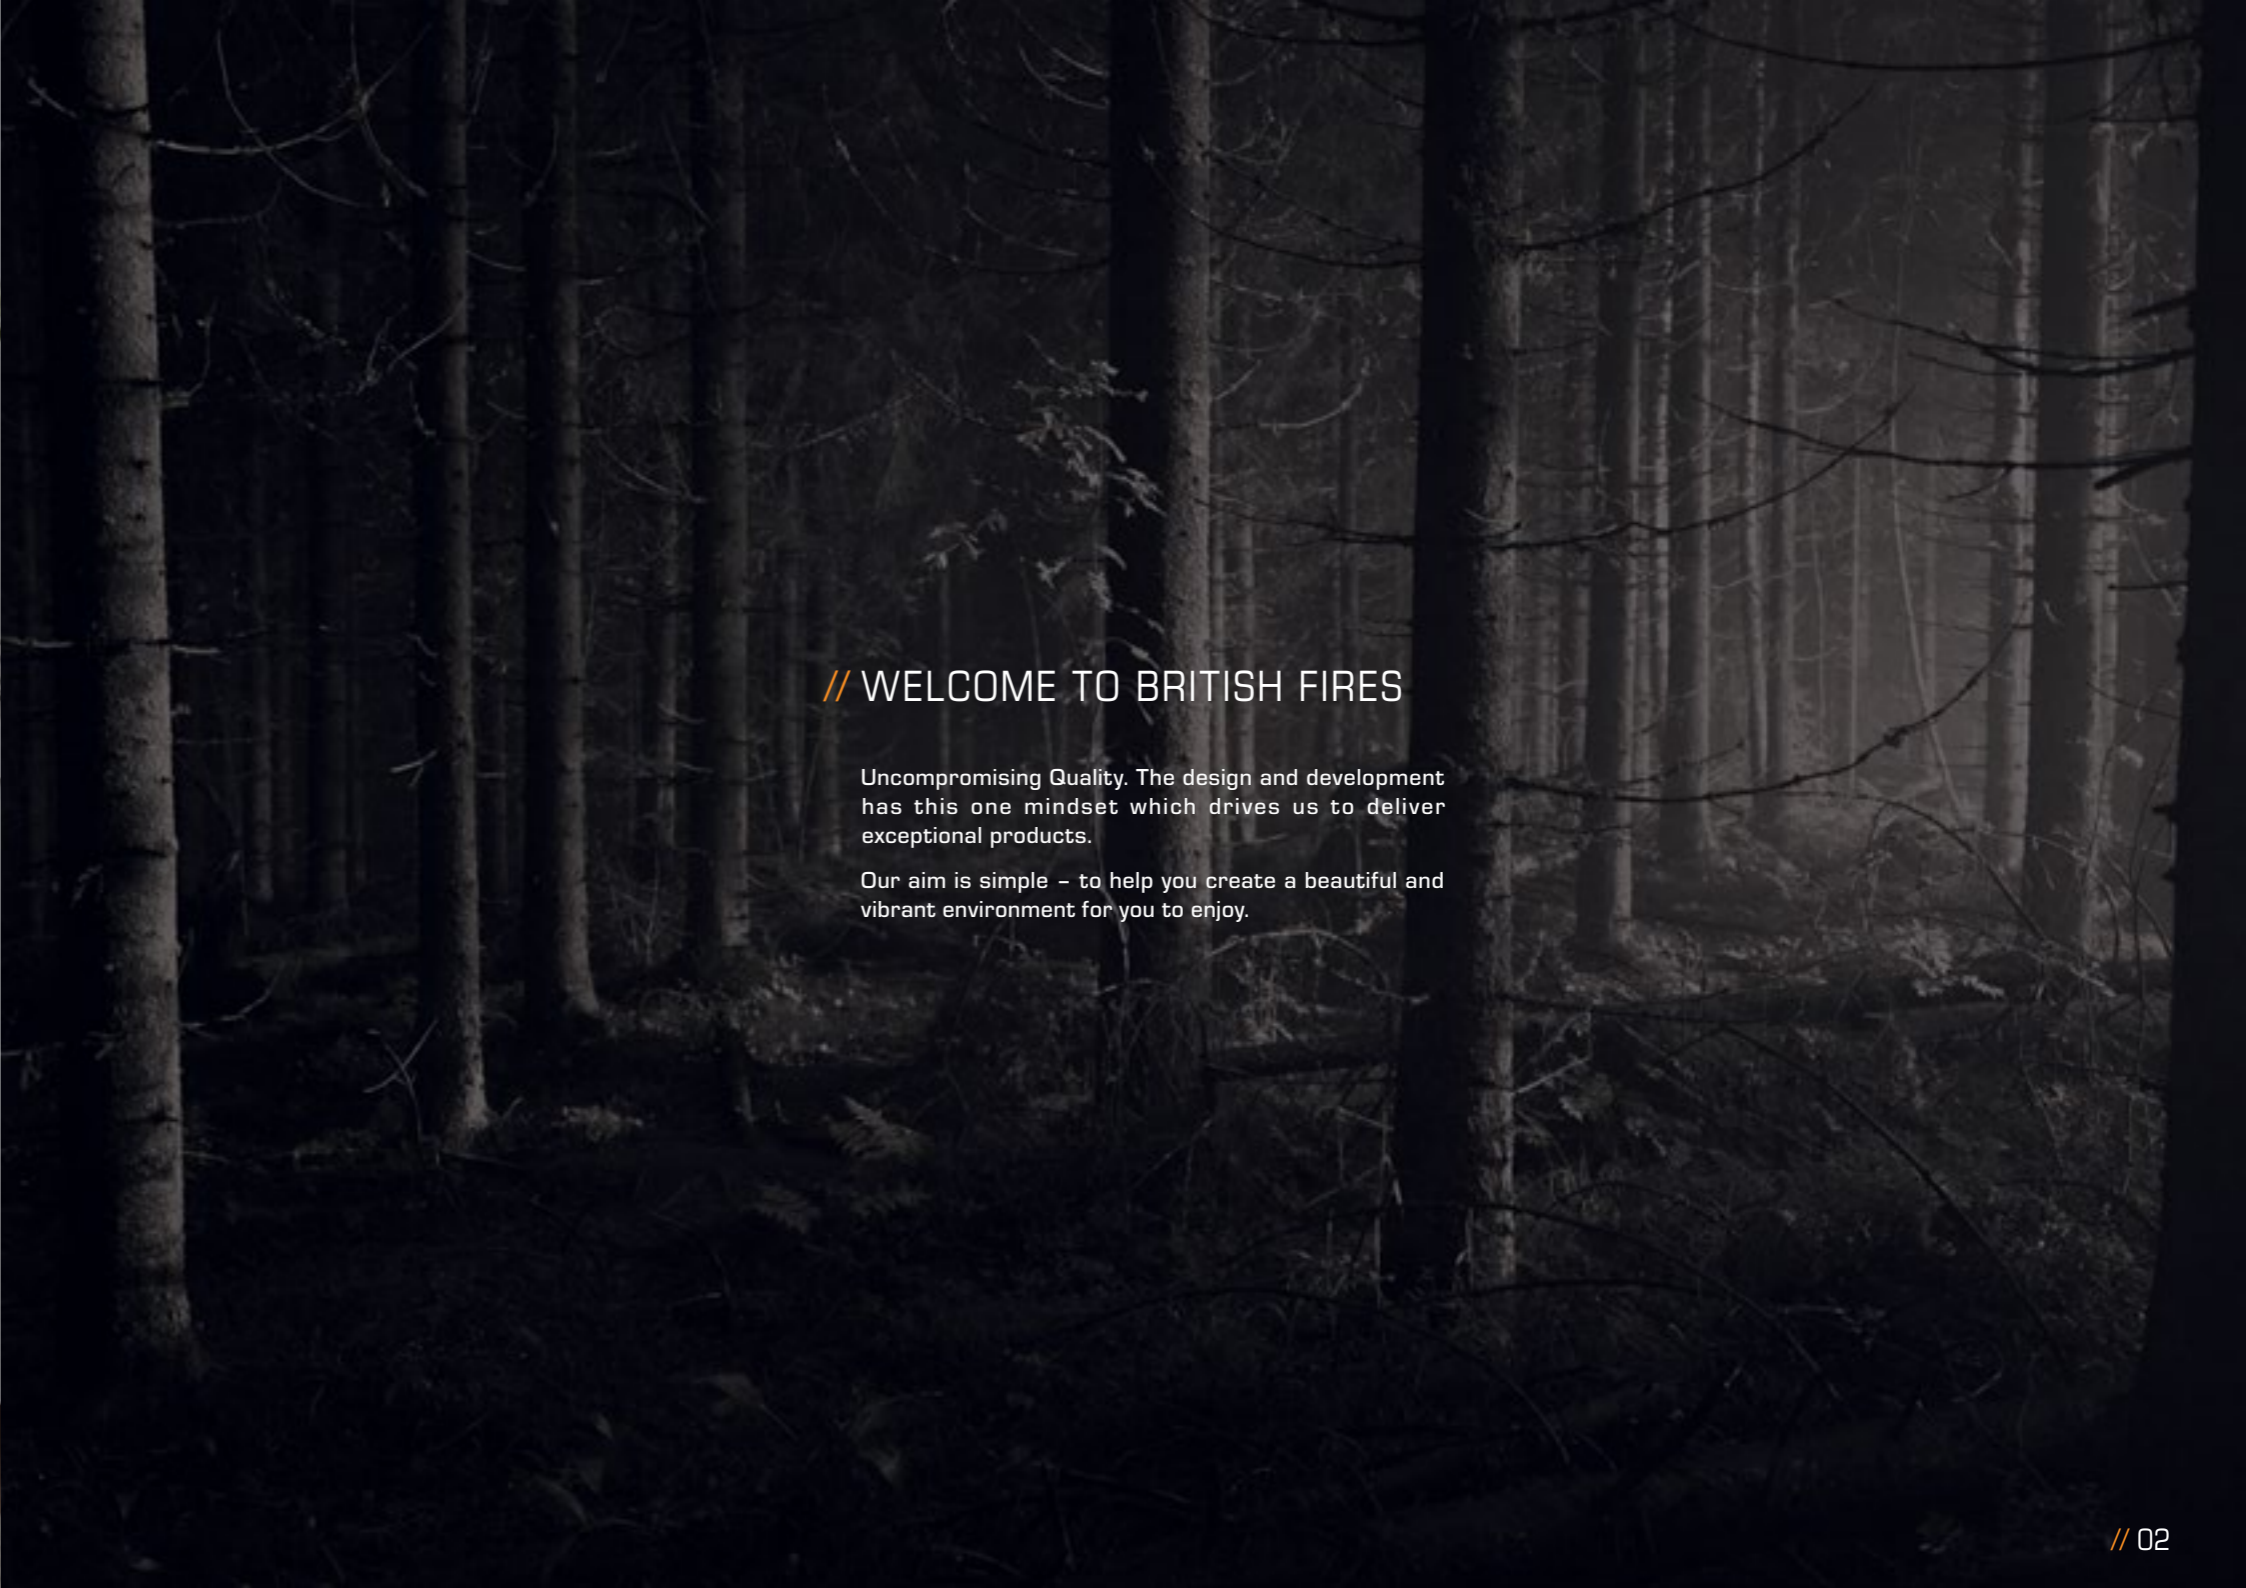 // WELCOME TO BRITISH FIRES
Uncompromising Quality. The design and development
has this one mindset which drives us to deliver
exceptional products.
Our aim is simple – to help you create a beautiful and
vibrant environment for you to enjoy.
// 02